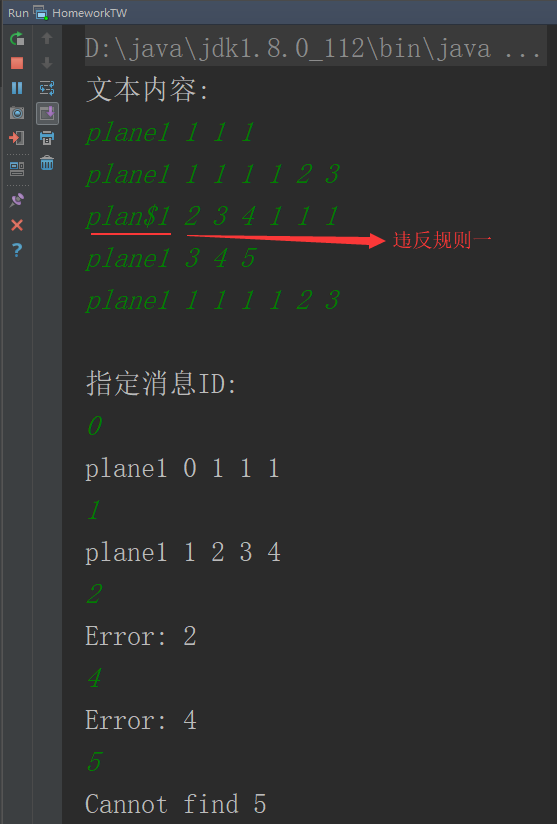 Run HomeworkTW
D:\java\jdk1.8.0_112\bin\java ...
文本内容:
plane1 1 1 1
plane1 1 1 1 1 2 3
plan$1 2 3 4 1 1 1
违反规则一
plane1 3 4 5
plane1 1 1 1 1 2 3
指定消息ID:
0
plane1 0 1 1 1
1
plane1 1 2 3 4
2
Error: 2
4
Error: 4
5
Cannot find 5